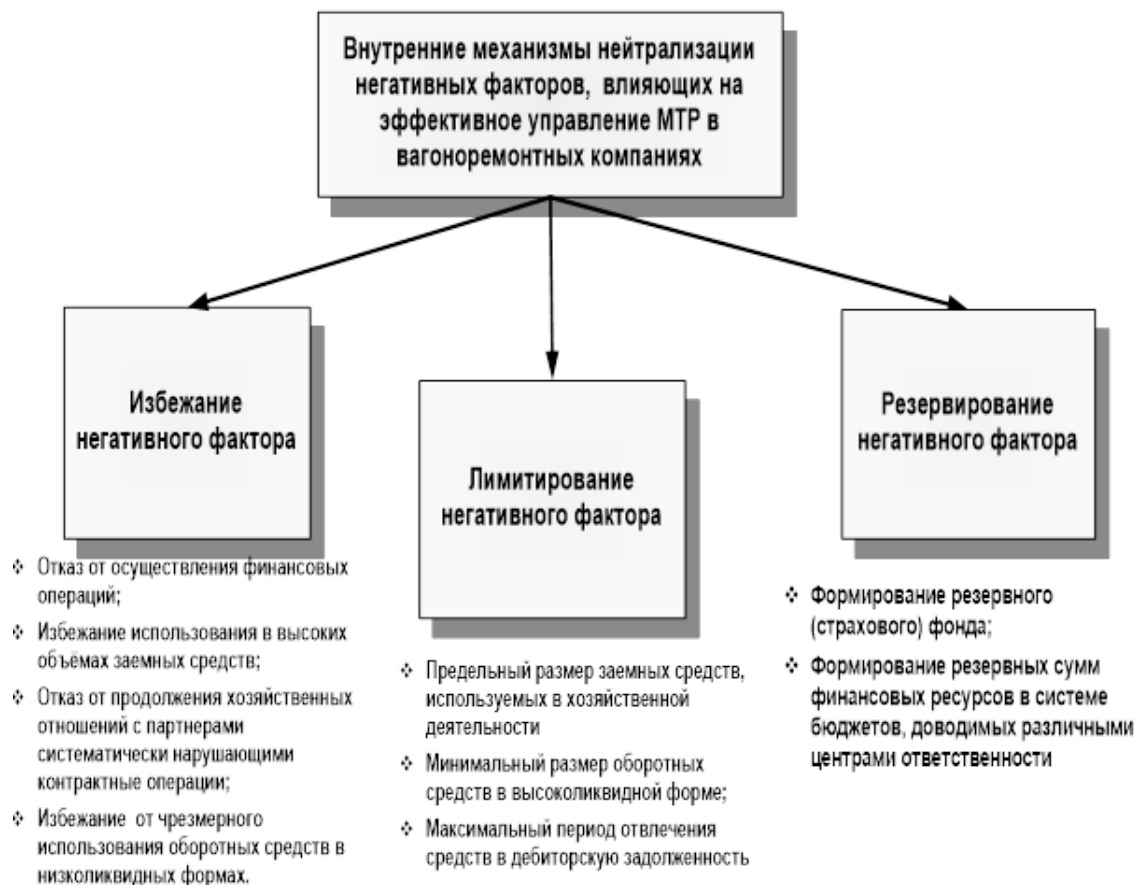 Внутренние механизмы нейтрализации
негативных факторов, влияющих на
эффективное управление МТР в
вагоноремонтных компаниях
Избежание
негативного фактора
❖ Отказ от осуществления финансовых
операций;
❖ Избежание использования в высоких
объёмах заемных средств;
❖ Отказ от продолжения хозяйственных
отношений с партнерами
систематически нарушающими
контрактные операции;
❖ Избежание от чрезмерного
использования оборотных средств в
низколиквидных формах.
Лимитирование
негативного фактора
❖ Предельный размер заемных средств,
используемых в хозяйственной
деятельности
❖ Минимальный размер оборотных
средств в высоколиквидной форме;
❖ Максимальный период отвлечения
средств в дебиторскую задолженность
Резервирование
негативного фактора
❖ Формирование резервного
(страхового) фонда;
❖ Формирование резервных сумм
финансовых ресурсов в системе
бюджетов, доводимых различными
центрами ответственности